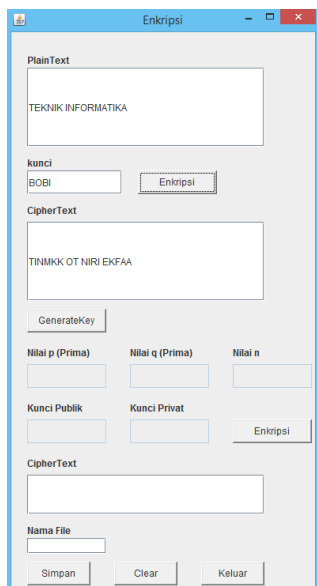 Enkripsi
PlainText
TEKNIK INFORMATIKA
kunci
BOBI Enkripsi
CipherText
TINMKK OT NIRI EKFAA
GenerateKey
Nilai p (Prima) Nilai q (Prima) Nilai n
Kunci Publik Kunci Privat
Enkripsi
CipherText
Nama File
Simpan Clear Keluar